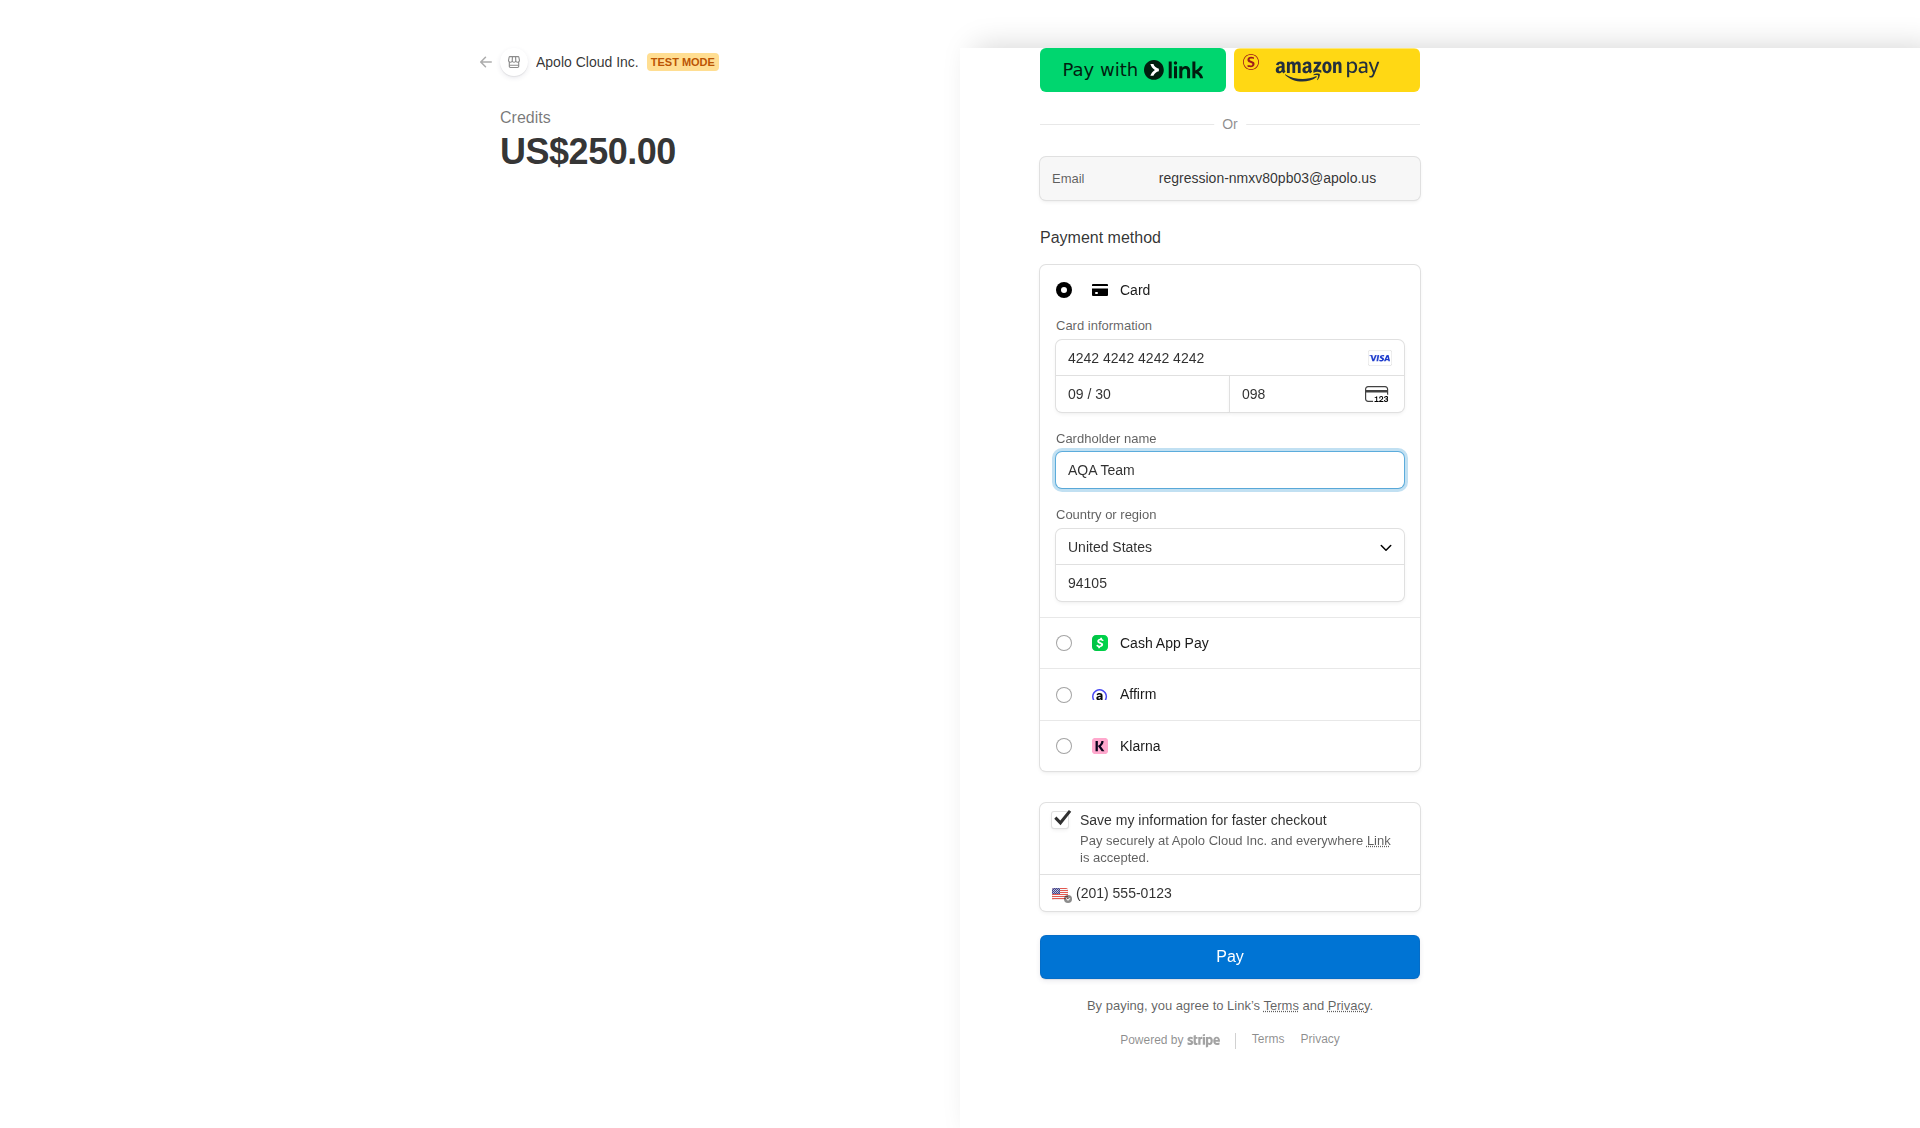 Apolo Cloud Inc. TEST MODE
Credits
US$250.00
Pay with link
S amazon pay
Or
Email regression-nmxv80pb03@apolo.us
Payment method
Card
Card information
4242 4242 4242 4242 VISA
09 / 30 098 123
Cardholder name
AQA Team
Country or region
United States
94105
$ Cash App Pay
a Affirm
K Klarna
Save my information for faster checkout
Pay securely at Apolo Cloud Inc. and everywhere Link
is accepted.
(201) 555-0123
Pay
By paying, you agree to Link's Terms and Privacy.
Powered by stripe Terms Privacy